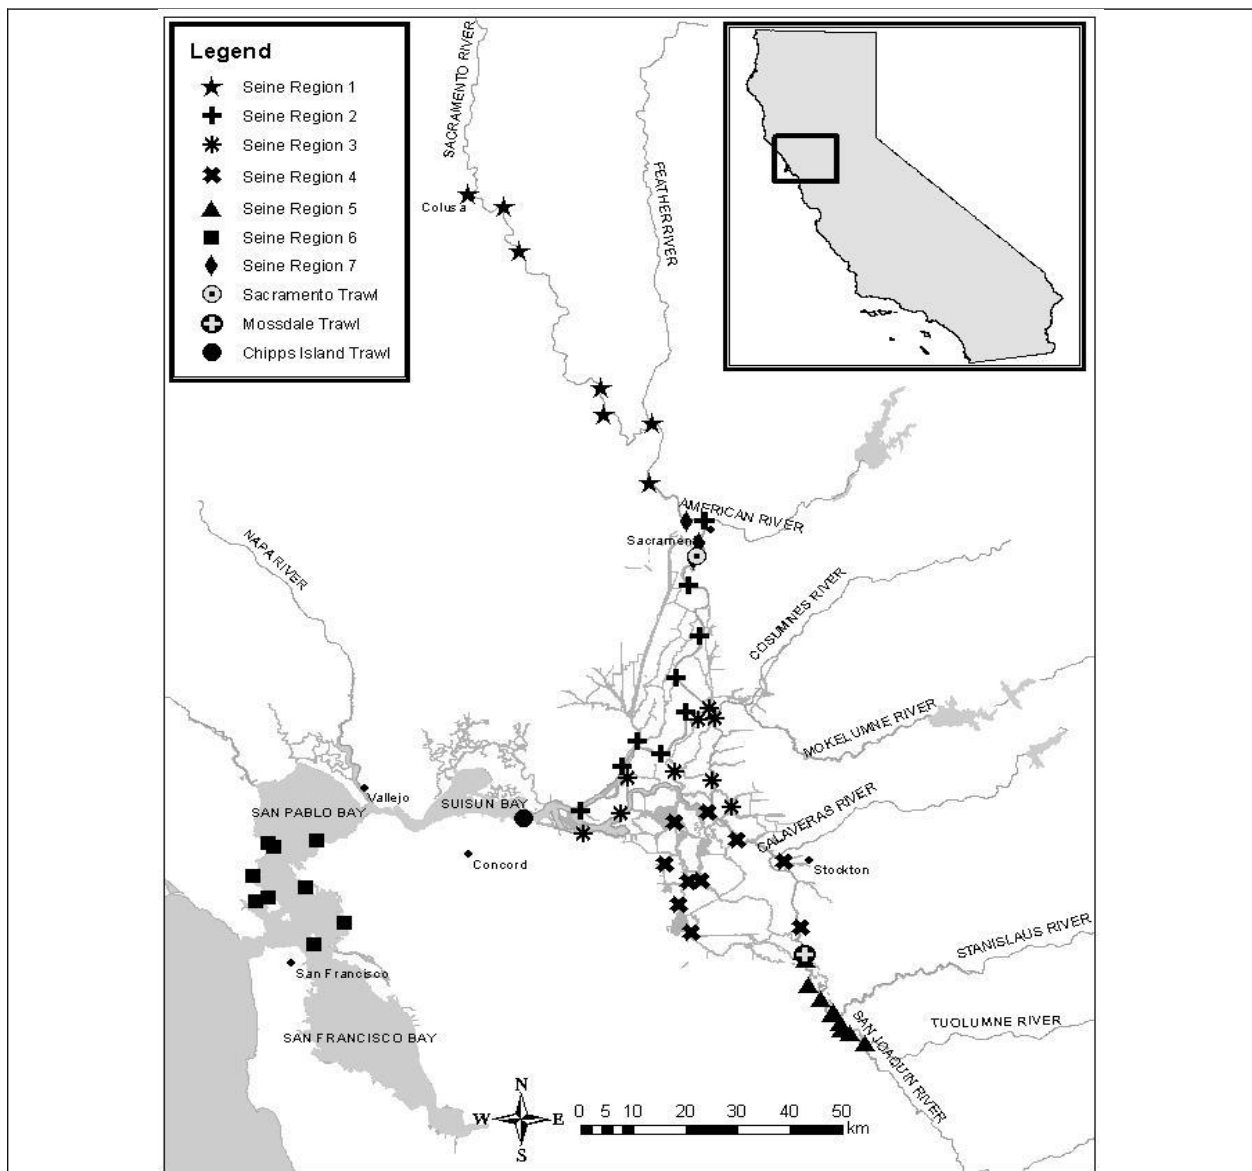 Legend
Seine Region 1
Seine Region 2
Seine Region 3
Seine Region 4
Seine Region 5
Seine Region 6
Seine Region 7
Sacramento Trawl
Mossdale Trawl
Chipps Island Trawl
SACRAMENTO RIVER
FEATHER RIVER
Colusa
AMERICAN RIVER
Sacramen
NAPA RIVER
COSUMNES RIVER
MOKELUMNE RIVER
Vallejo
SUISUN BAY
SAN PABLO BAY
CALAVERAS RIVER
Concord
Stockton
STANISLAUS RIVER
San Francisco
SAN JOAQUIN RIVER
TUOLUMNE RIVER
SAN FRANCISCO BAY
N
W E
S
0 5 10 20 30 40 50
km